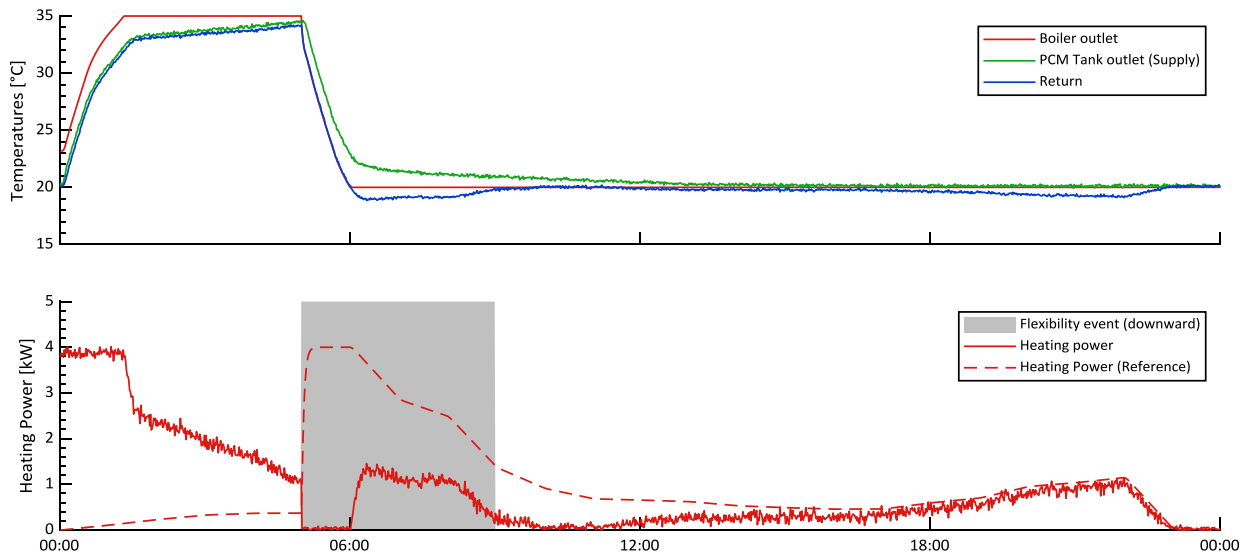 35
30
25
20
15
Temperatures [°C]
Boiler outlet
PCM Tank outlet (Supply)
Return
5
4
3
2
1
0
Heating Power [kW]
Flexibility event (downward)
Heating power
Heating Power (Reference)
00:00
06:00
12:00
18:00
00:00